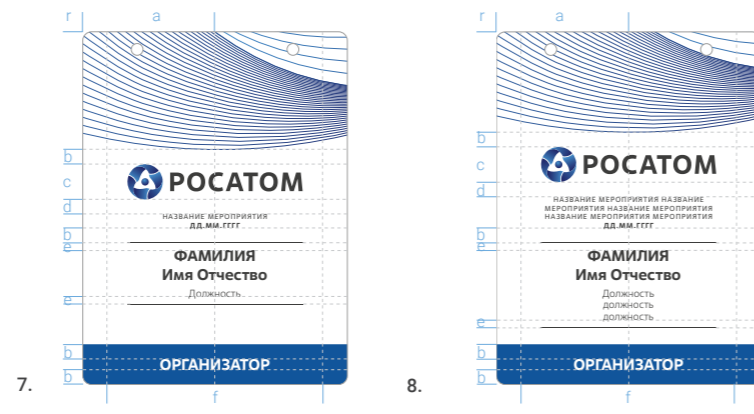 r a
b
c
РОСАТОМ
d
НАЗВАНИЕ МЕРОПРИЯТИЯ
ДД.ММ.ГГГГ
b
e
ФАМИЛИЯ
Имя Отчество
Должность
e
b
ОРГАНИЗАТОР
b
f
7.
r a
b
c
РОСАТОМ
d
НАЗВАНИЕ МЕРОПРИЯТИЯ НАЗВАНИЕ
МЕРОПРИЯТИЯ НАЗВАНИЕ МЕРОПРИЯТИЯ
НАЗВАНИЕ МЕРОПРИЯТИЯ МЕРОПРИЯТИЯ
ДД.ММ.ГГГГ
b
e
ФАМИЛИЯ
Имя Отчество
Должность
должность
должность
e
b
ОРГАНИЗАТОР
b
f
8.